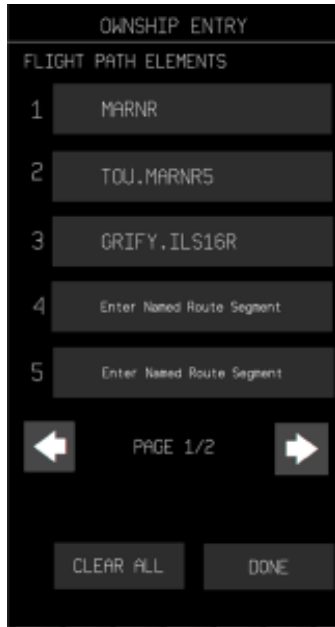 OWNSHIP ENTRY
FLIGHT PATH ELEMENTS
1 MARNR
2 TOU.MARNR5
3 GRIFY.ILS16R
4 Enter Named Route Segment
5 Enter Named Route Segment
PAGE 1/2
CLEAR ALL DONE